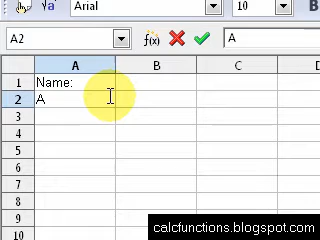 Arial 10 B
A2 f(x) A
A B C D
1 Name:
2 A
3
4
5
6
7
8
9
10
calcfunctions.blogspot.com